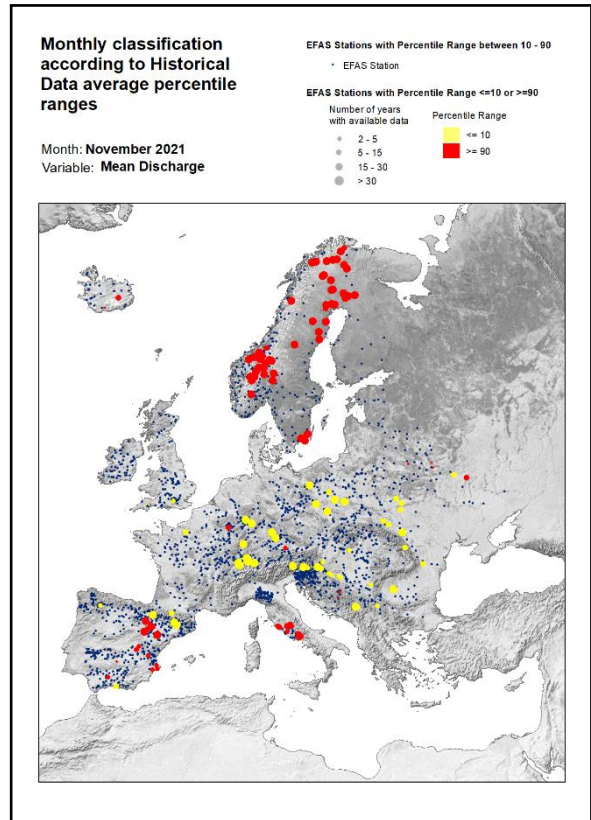 Monthly classification
according to Historical
Data average percentile
ranges
Month: November 2021
Variable: Mean Discharge
EFAS Stations with Percentile Range between 10 - 90
EFAS Station
EFAS Stations with Percentile Range <=10 or >=90
Number of years
with available data
2 - 5
5 - 15
15 - 30
> 30
Percentile Range
<= 10
>= 90